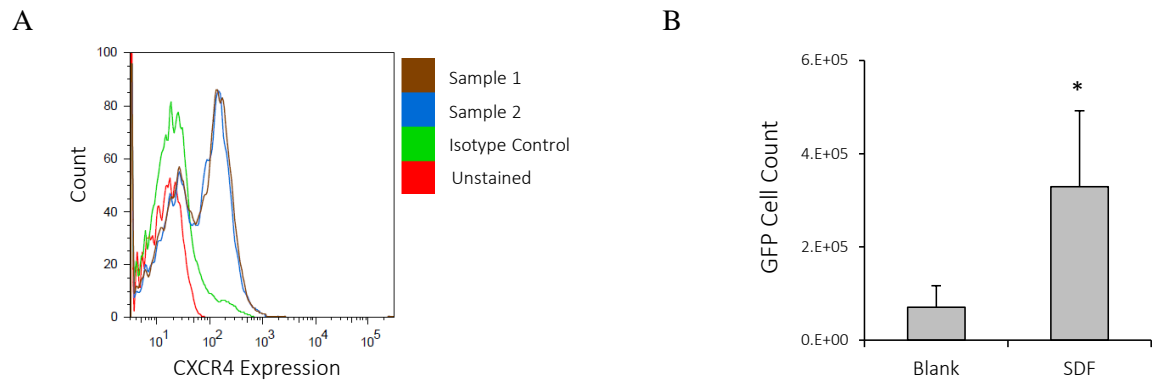 A
B
100
80
60
40
20
0
Count
10^1
10^2
10^3
10^4
10^5
CXCR4 Expression
Sample 1
Sample 2
Isotype Control
Unstained
6.E+05
4.E+05
2.E+05
0.E+00
GFP Cell Count
*
Blank
SDF